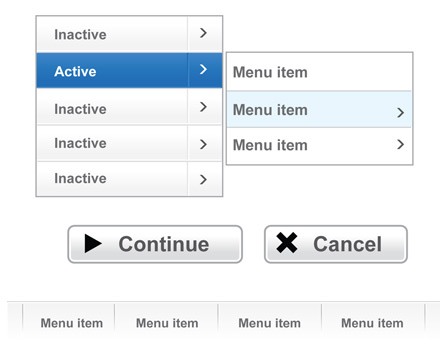 Inactive
Active
Inactive
Inactive
Inactive
Menu item
Menu item
Menu item
Continue
Cancel
Menu item Menu item Menu item Menu item